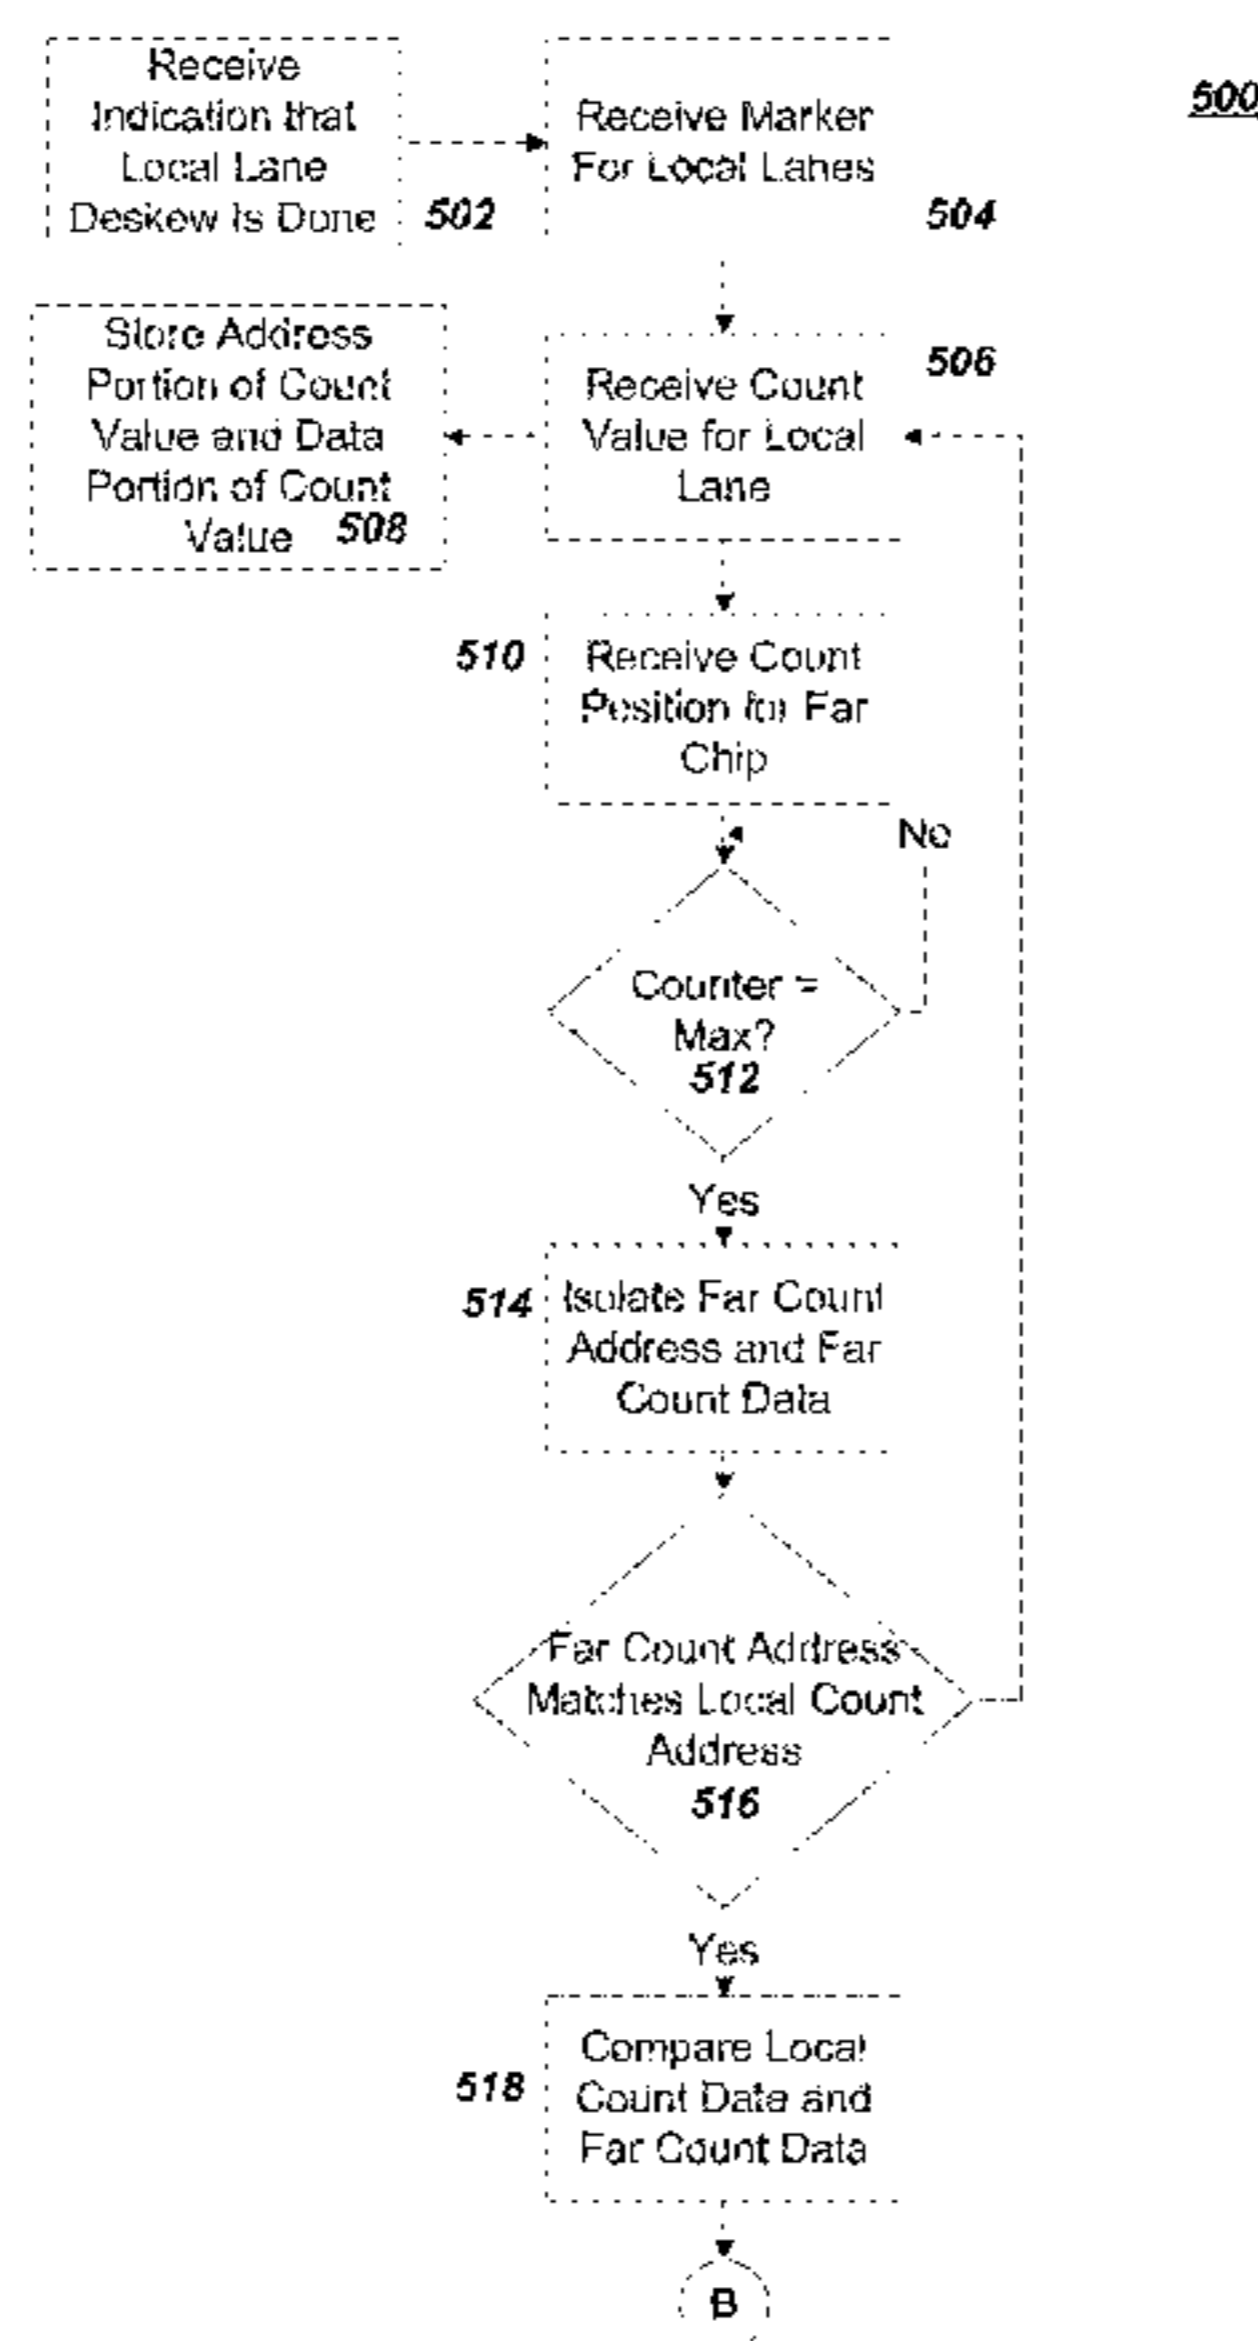 500
Receive
Indication that
Local Lane
Deskew Is Done
502
Receive Marker
For Local Lanes
504
Store Address
Portion of Count
Value and Data
Portion of Count
Value
508
Receive Count
Value for Local
Lane
506
510
Receive Count
Position for Far
Chip
No
Counter =
Max?
512
Yes
514
Isolate Far Count
Address and Far
Count Data
Far Count Address
Matches Local Count
Address
516
Yes
518
Compare Local
Count Data and
Far Count Data
B